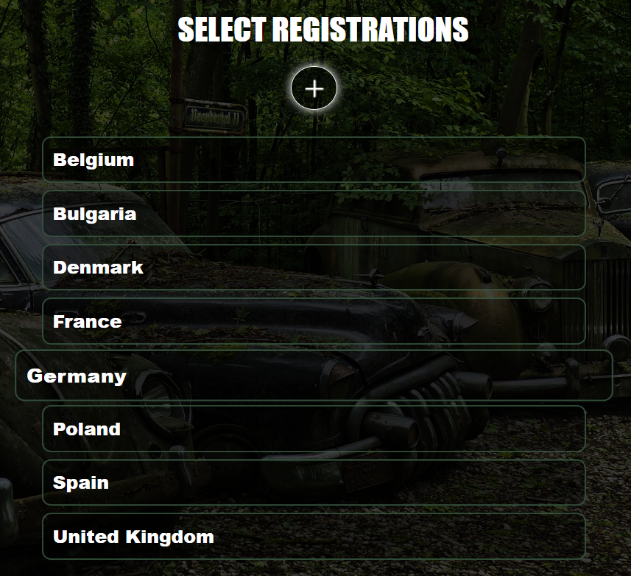 SELECT REGISTRATIONS
Belgium
Bulgaria
Denmark
France
Germany
Poland
Spain
United Kingdom